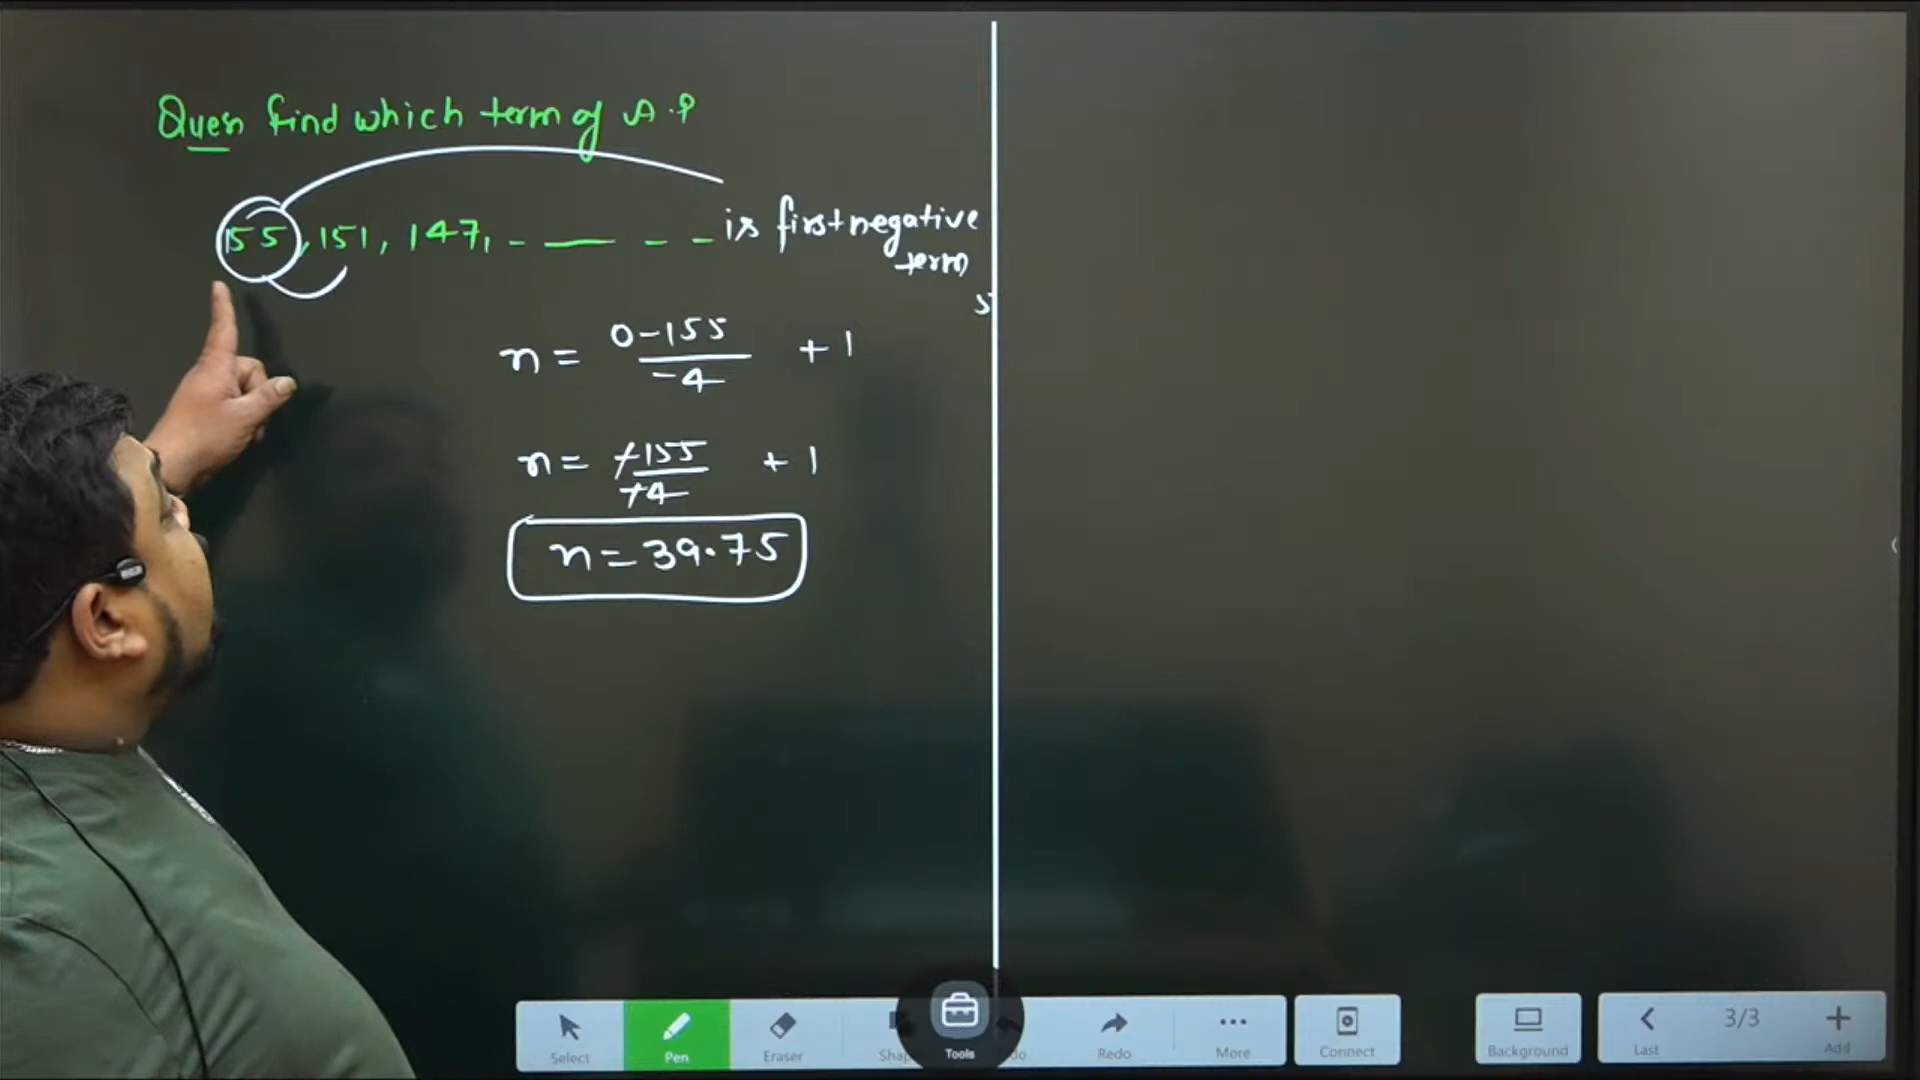 Ques find which term of A.P
155, 151, 147, - — - - is first negative
term
5
n = 0-155/-4 + 1
n = -155/-4 + 1
n = 39.75
Select Pen Eraser Tools Redo More Connect Background Last 3/3 Add